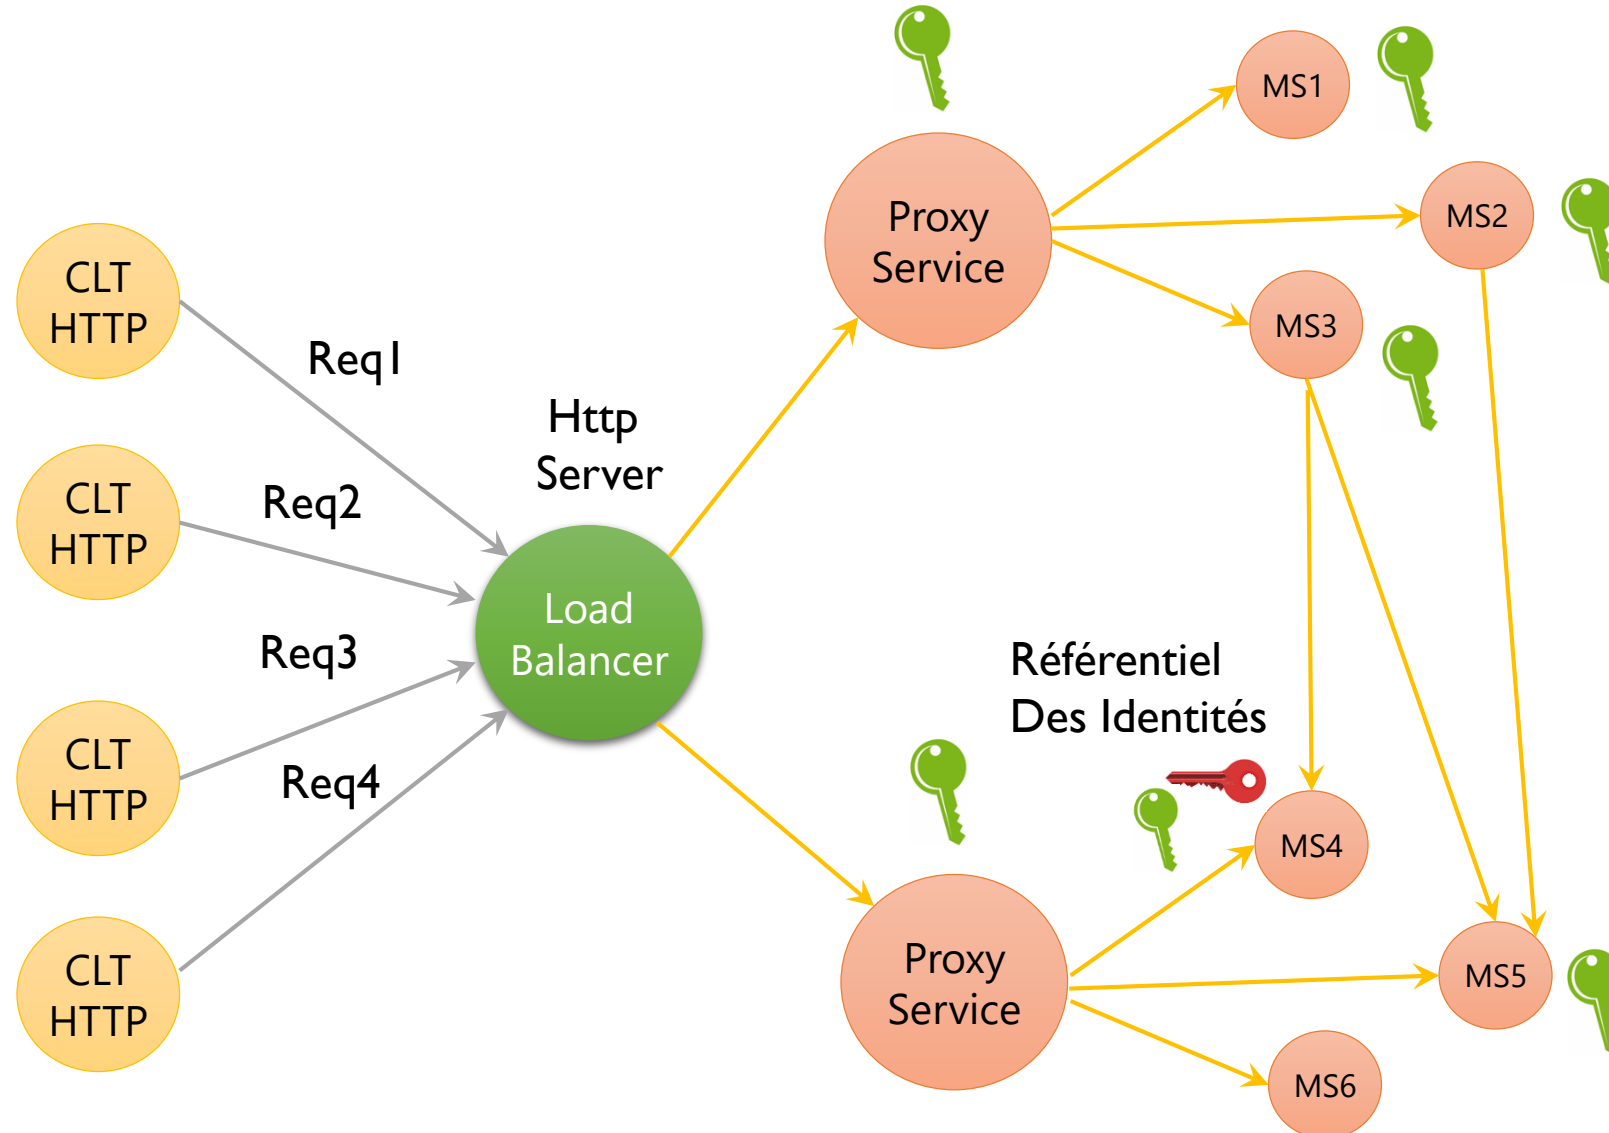 CLT
HTTP
Req1
CLT
HTTP
Req2
CLT
HTTP
Req3
CLT
HTTP
Req4
Http
Server
Load
Balancer
Proxy
Service
MS1
MS2
MS3
Référentiel
Des Identités
Proxy
Service
MS4
MS5
MS6